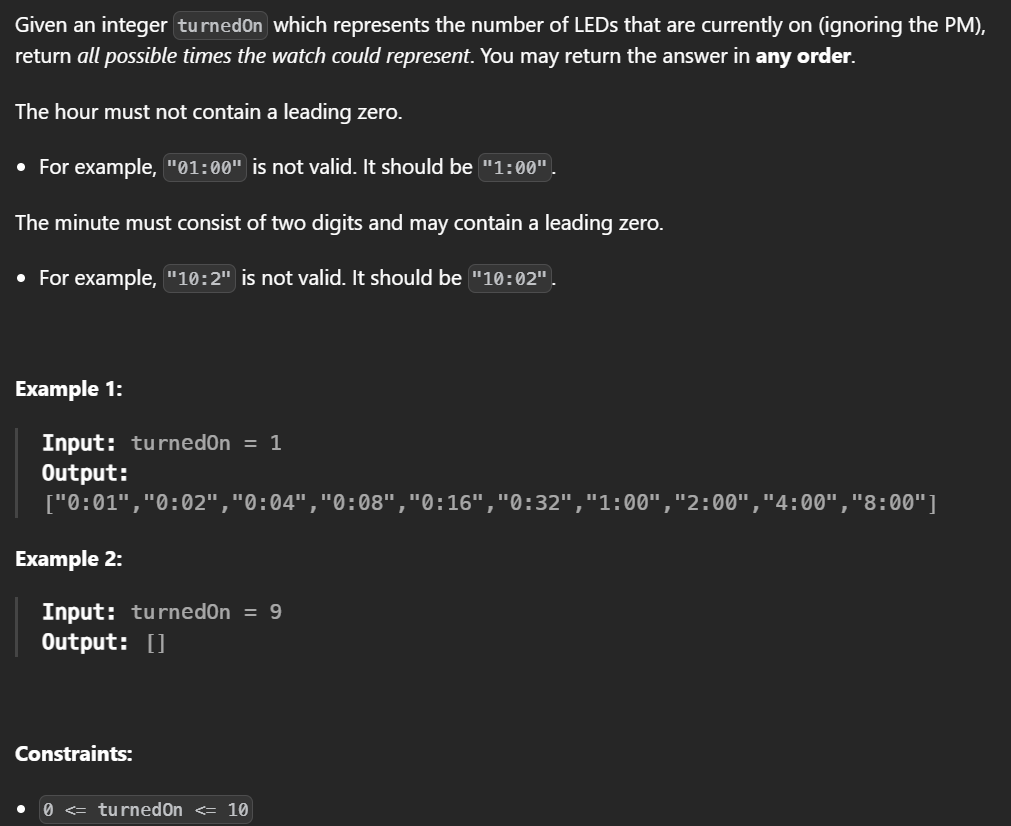 Given an integer turnedOn which represents the number of LEDs that are currently on (ignoring the PM),
return all possible times the watch could represent. You may return the answer in any order.
The hour must not contain a leading zero.
• For example, "01:00" is not valid. It should be "1:00".
The minute must consist of two digits and may contain a leading zero.
• For example, "10:2" is not valid. It should be "10:02".
Example 1:
Input: turnedOn = 1
Output:
["0:01","0:02","0:04","0:08","0:16","0:32","1:00","2:00","4:00","8:00"]
Example 2:
Input: turnedOn = 9
Output: []
Constraints:
• 0 <= turnedOn <= 10